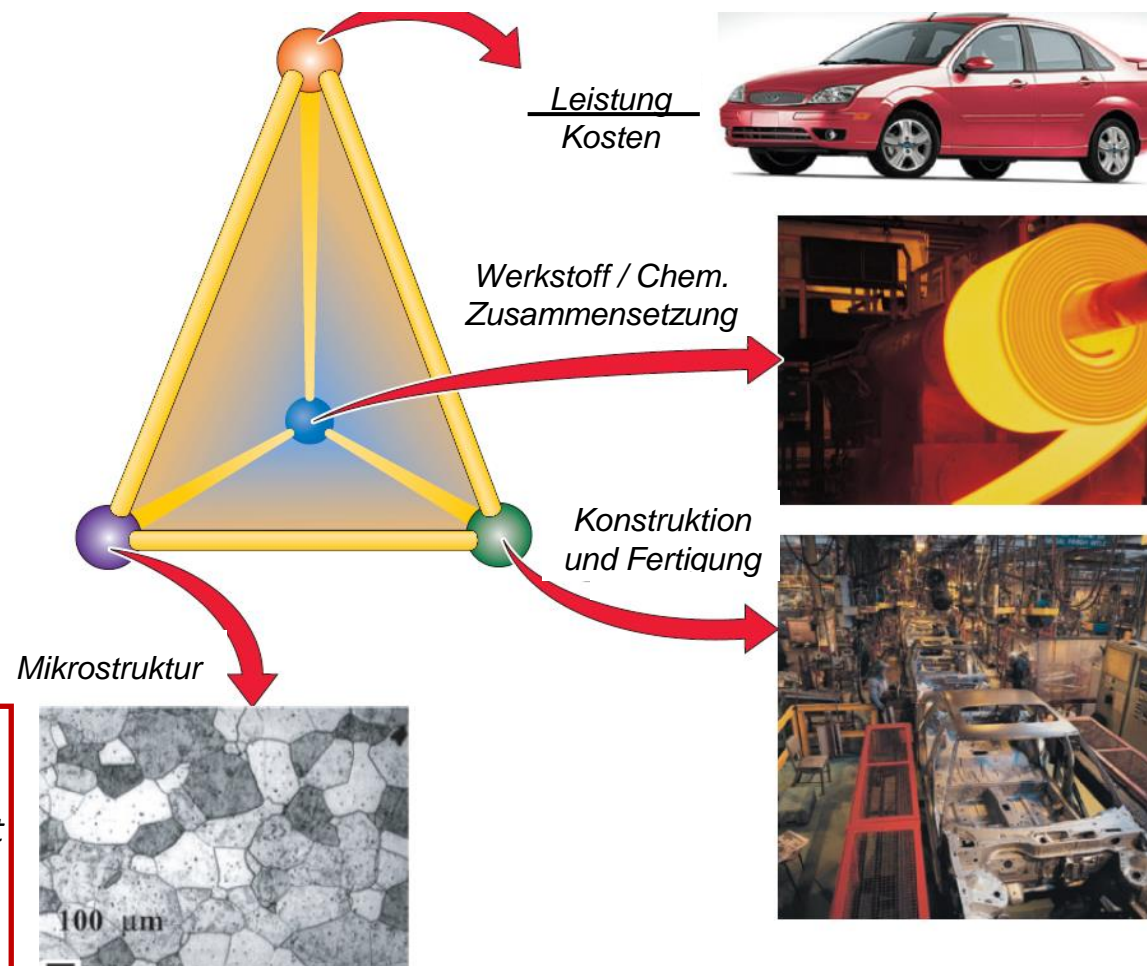 Leistung
Kosten
Werkstoff / Chem.
Zusammensetzung
Konstruktion
und Fertigung
Mikrostruktur
100 μm